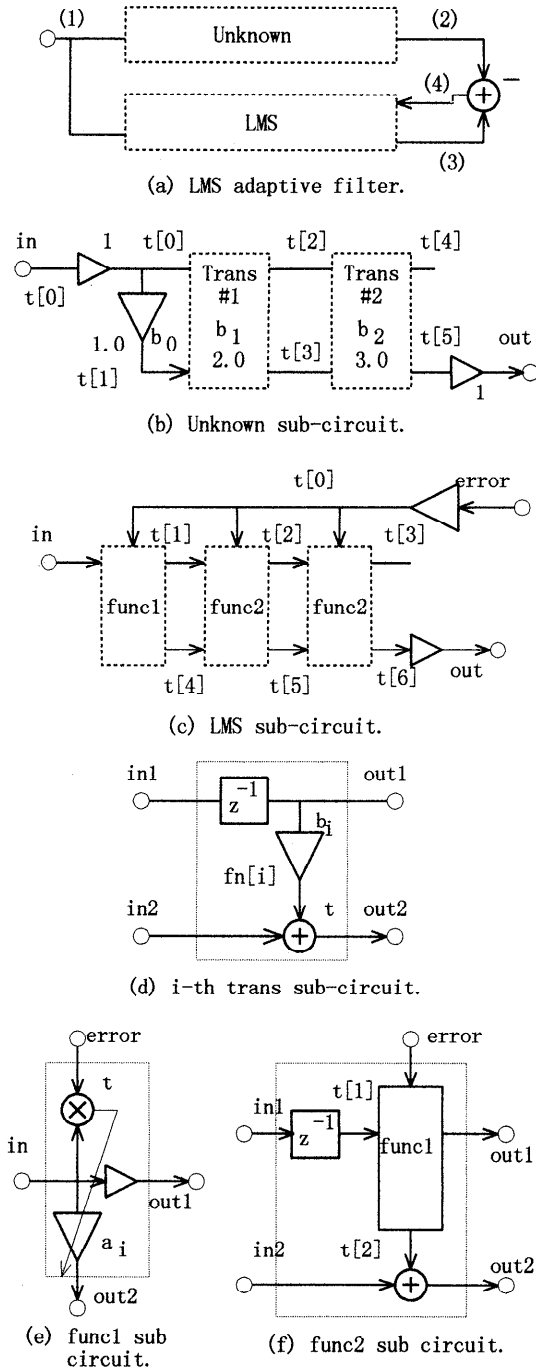 (1)
(2)
Unknown
(4)
−
+
LMS
(3)
(a) LMS adaptive filter.
in
1
t[0]
t[2]
t[4]
t[0]
Trans #1 b1 2.0
Trans #2 b2 3.0
1.0
b0
t[1]
t[3]
t[5]
out
1
(b) Unknown sub-circuit.
t[0]
error
in
t[1]
t[2]
t[3]
func1
func2
func2
t[4]
t[5]
t[6]
out
(c) LMS sub-circuit.
in1
z-1
out1
bi
fn[i]
in2
t
out2
+
(d) i-th trans sub-circuit.
error
t
×
in
out1
ai
out2
(e) func1 sub
circuit.
error
in1
t[1]
z-1
func1
out1
in2
t[2]
out2
+
(f) func2 sub circuit.